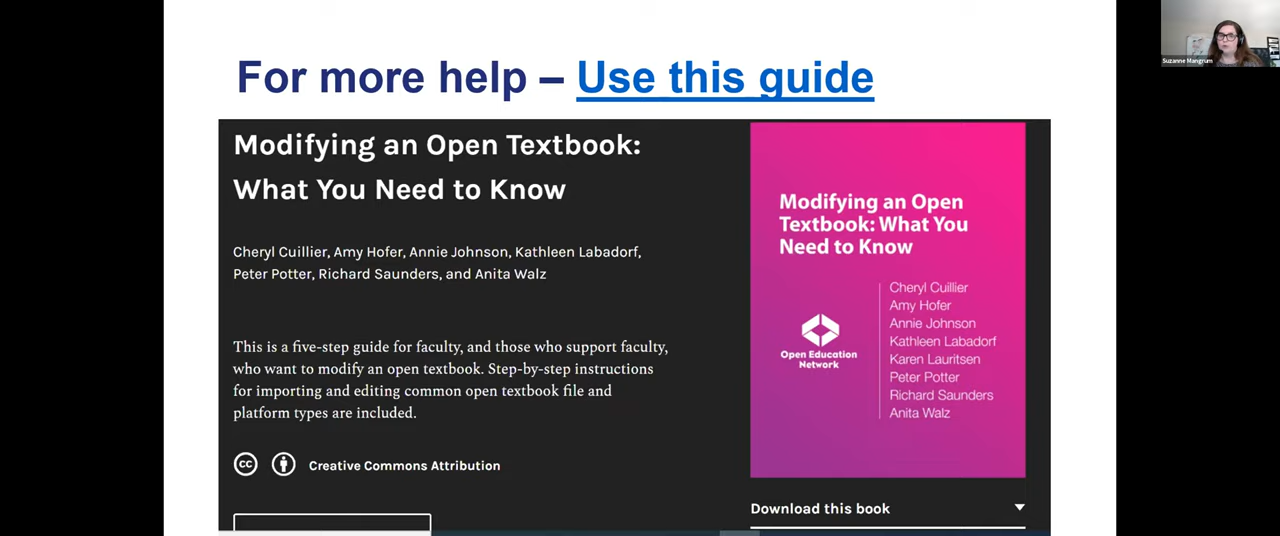 For more help – Use this guide
Suzanne Mangrum
Modifying an Open Textbook:
What You Need to Know
Cheryl Cuillier, Amy Hofer, Annie Johnson, Kathleen Labadorf,
Peter Potter, Richard Saunders, and Anita Walz
This is a five-step guide for faculty, and those who support faculty,
who want to modify an open textbook. Step-by-step instructions
for importing and editing common open textbook file and
platform types are included.
cc
Creative Commons Attribution
Modifying an Open
Textbook: What You
Need to Know
Cheryl Cuillier
Amy Hofer
Annie Johnson
Kathleen Labadorf
Karen Lauritsen
Peter Potter
Richard Saunders
Anita Walz
Open Education
Network
Download this book